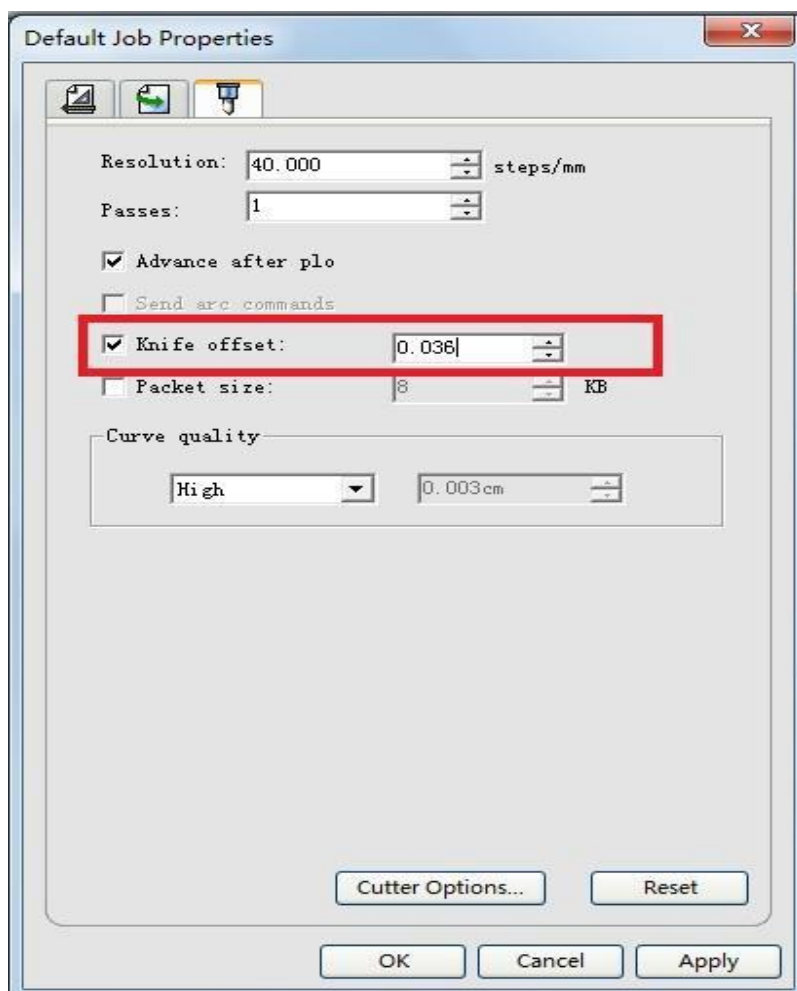 Default Job Properties
Resolution: 40.000 steps/mm
Passes: 1
Advance after plo
Send arc commands
Knife offset: 0.036
Packet size: 8 KB
Curve quality
High 0.003cm
Cutter Options... Reset
OK Cancel Apply